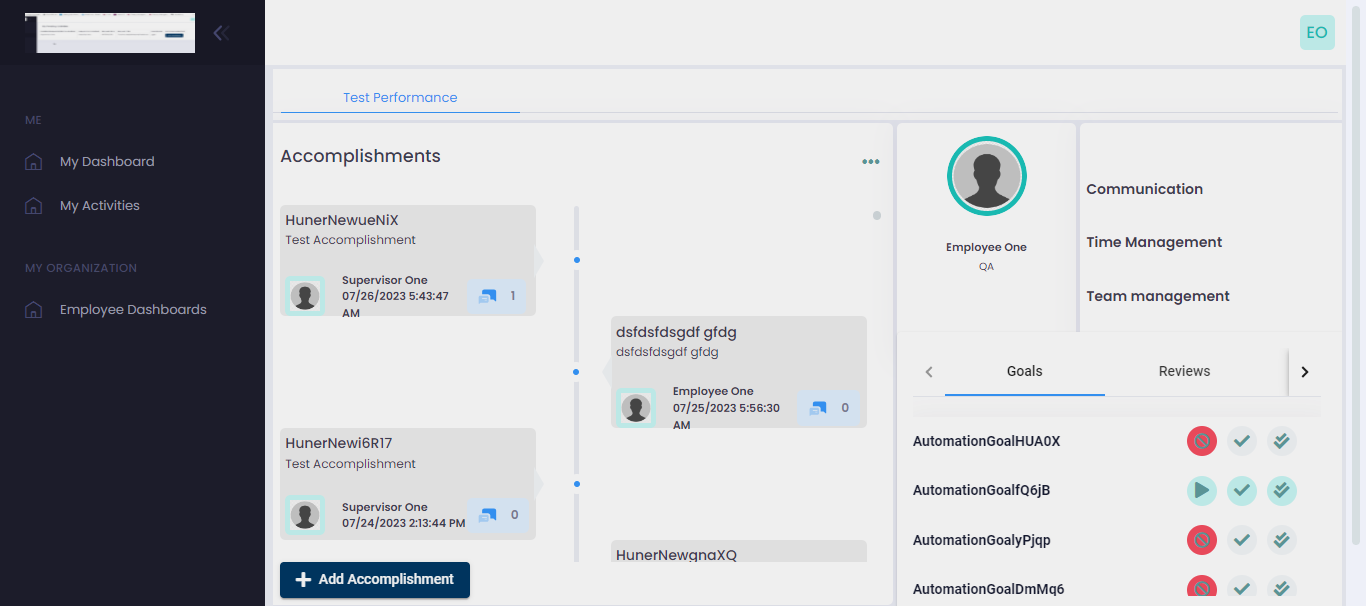 EO
ME
My Dashboard
My Activities
MY ORGANIZATION
Employee Dashboards
Test Performance
Accomplishments
HunerNewueNiX
Test Accomplishment
Supervisor One
07/26/2023 5:43:47
AM
1
dsfdsfdsgdf gfdg
dsfdsfdsgdf gfdg
Employee One
07/25/2023 5:56:30
AM
0
HunerNewi6R17
Test Accomplishment
Supervisor One
07/24/2023 2:13:44 PM
0
HunerNewgnaXQ
Add Accomplishment
Employee One
QA
Communication
Time Management
Team management
Goals
Reviews
AutomationGoalHUA0X
AutomationGoalfQ6jB
AutomationGoalyPjqp
AutomationGoalDmMq6